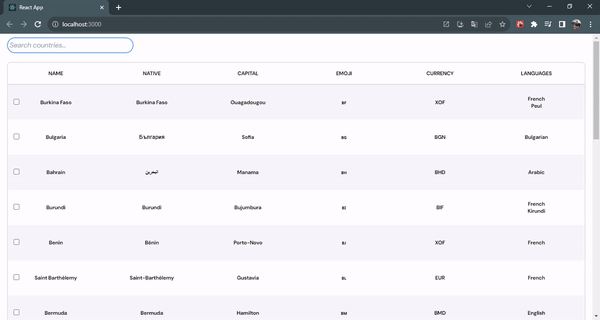 React App
localhost:3000
Search countries...
NAME NATIVE CAPITAL EMOJI CURRENCY LANGUAGES
Burkina Faso Burkina Faso Ouagadougou BF XOF French
Peul
Bulgaria България Sofia BG BGN Bulgarian
Bahrain البحرين Manama BH BHD Arabic
Burundi Burundi Bujumbura BI BIF French
Kirundi
Benin Bénin Porto-Novo BJ XOF French
Saint Barthélemy Saint-Barthélemy Gustavia BL EUR French
Bermuda Bermuda Hamilton BM BMD English